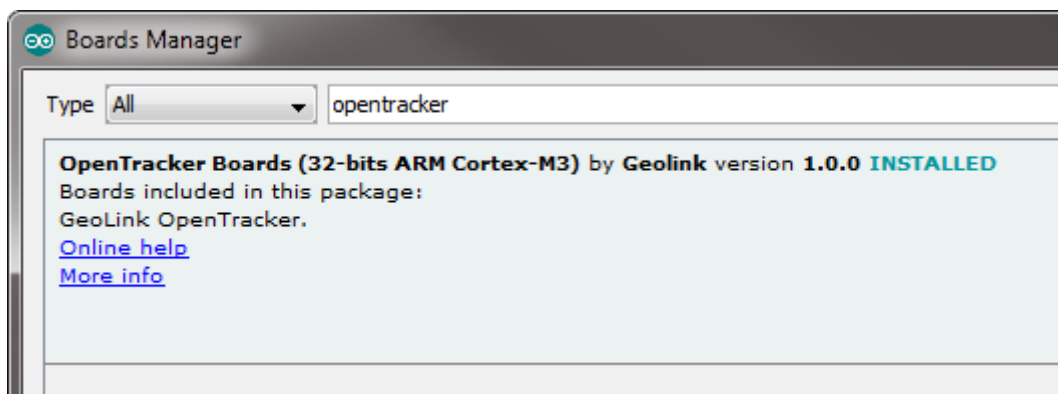 Boards Manager
Type All opentracker
OpenTracker Boards (32-bits ARM Cortex-M3) by Geolink version 1.0.0 INSTALLED
Boards included in this package:
GeoLink OpenTracker.
Online help
More info